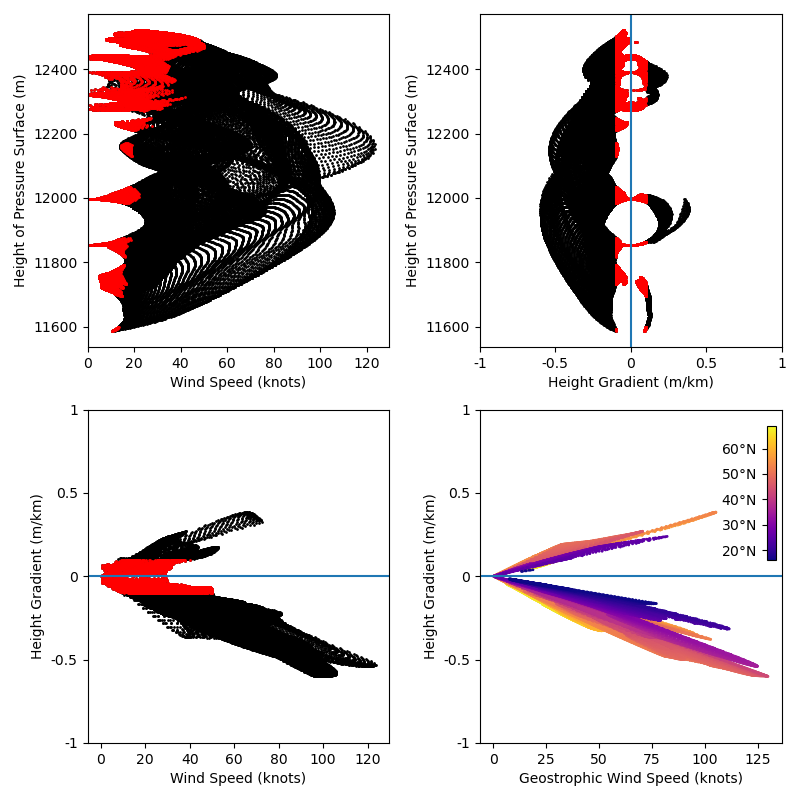 Height of Pressure Surface (m)
12400
12200
12000
11800
11600
0 20 40 60 80 100 120
Wind Speed (knots)
Height of Pressure Surface (m)
12400
12200
12000
11800
11600
-1 -0.5 0 0.5 1
Height Gradient (m/km)
Height Gradient (m/km)
1
0.5
0
-0.5
-1
0 20 40 60 80 100 120
Wind Speed (knots)
Height Gradient (m/km)
1
0.5
0
-0.5
-1
60°N
50°N
40°N
30°N
20°N
0 25 50 75 100 125
Geostrophic Wind Speed (knots)